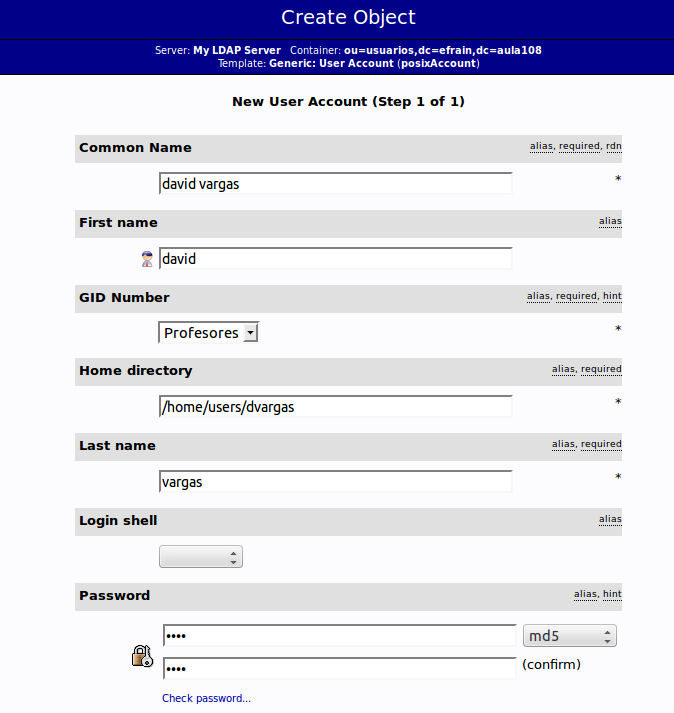 Create Object
Server: My LDAP Server Container: ou=usuarios,dc=efrain,dc=aula108
Template: Generic: User Account (posixAccount)
New User Account (Step 1 of 1)
Common Name alias, required, rdn
david vargas *
First name alias
david
GID Number alias, required, hint
Profesores *
Home directory alias, required
/home/users/dvargas *
Last name alias, required
vargas *
Login shell alias
Password alias, hint
•••• md5
•••• (confirm)
Check password...